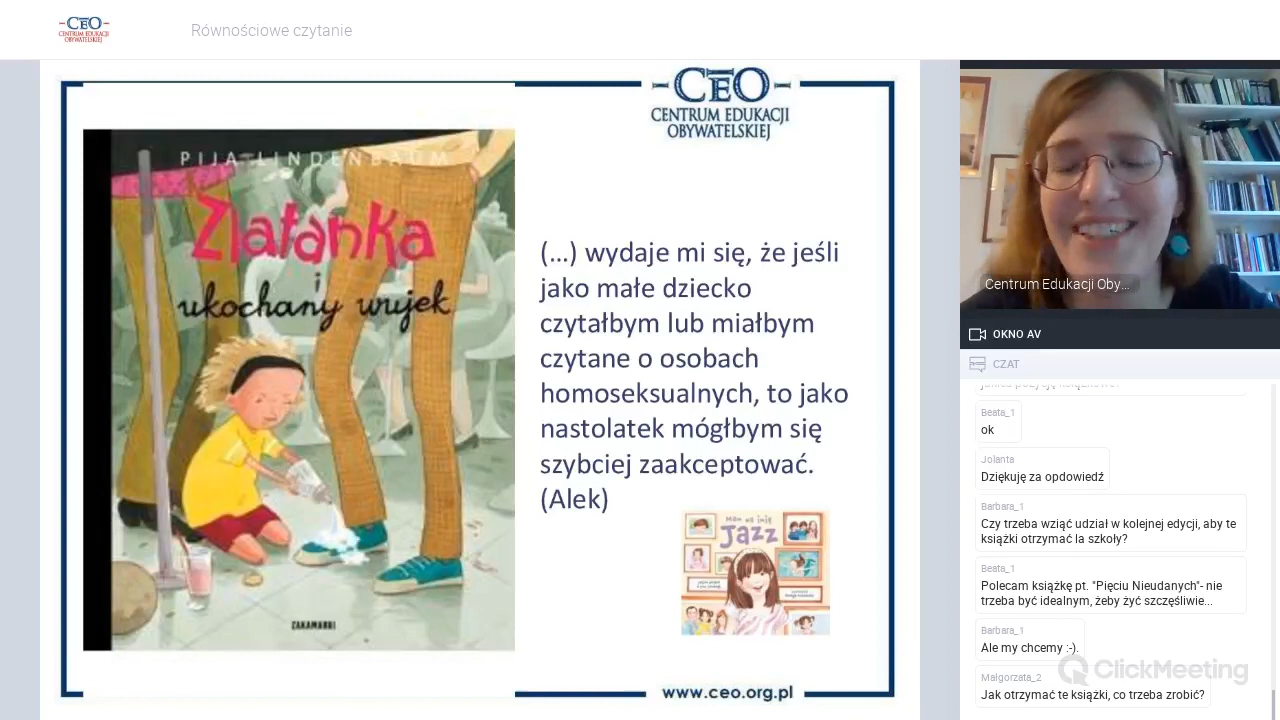 CEO
CENTRUM EDUKACJI
OBYWATELSKIEJ
Równościowe czytanie
CEO
CENTRUM EDUKACJI
OBYWATELSKIEJ
PIJA LINDENBAUM
Zlatanka
i
ukochany wujek
ZAKAMARKI
(...) wydaje mi się, że jeśli
jako małe dziecko
czytałbym lub miałbym
czytane o osobach
homoseksualnych, to jako
nastolatek mógłbym się
szybciej zaakceptować.
(Alek)
Mam na imię
Jazz
www.ceo.org.pl
Centrum Edukacji Oby...
OKNO AV
CZAT
Beata_1
ok
Jolanta
Dziękuję za opdowiedź
Barbara_1
Czy trzeba wziąć udział w kolejnej edycj, aby te
książki otrzymać la szkoły?
Beata_1
Polecam książke pt. "Pięciu nieudanych"- nie
trzeba być idealnym, żeby żyć szczęśliwie...
Barbara_1
Ale my chcemy :-).
Małgorzata_2
Jak otrzymać te książki, co trzeba zrobić?
ClickMeeting